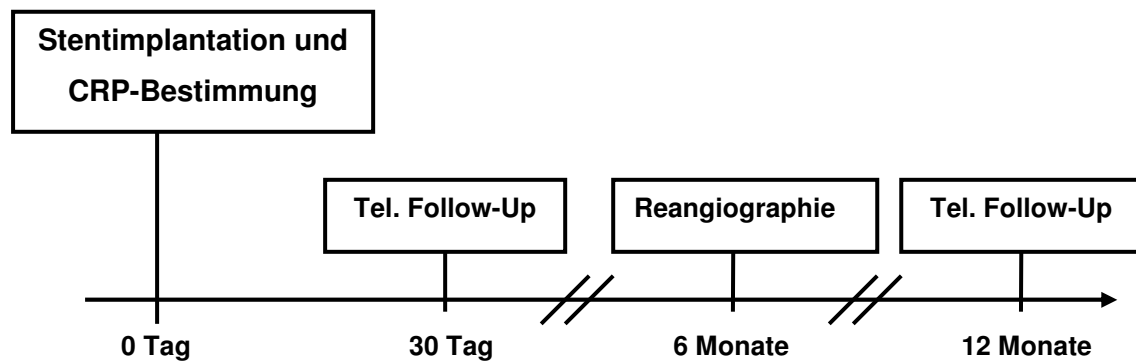 Stentimplantation und
CRP-Bestimmung
Tel. Follow-Up
Reangiographie
Tel. Follow-Up
0 Tag
30 Tag
6 Monate
12 Monate